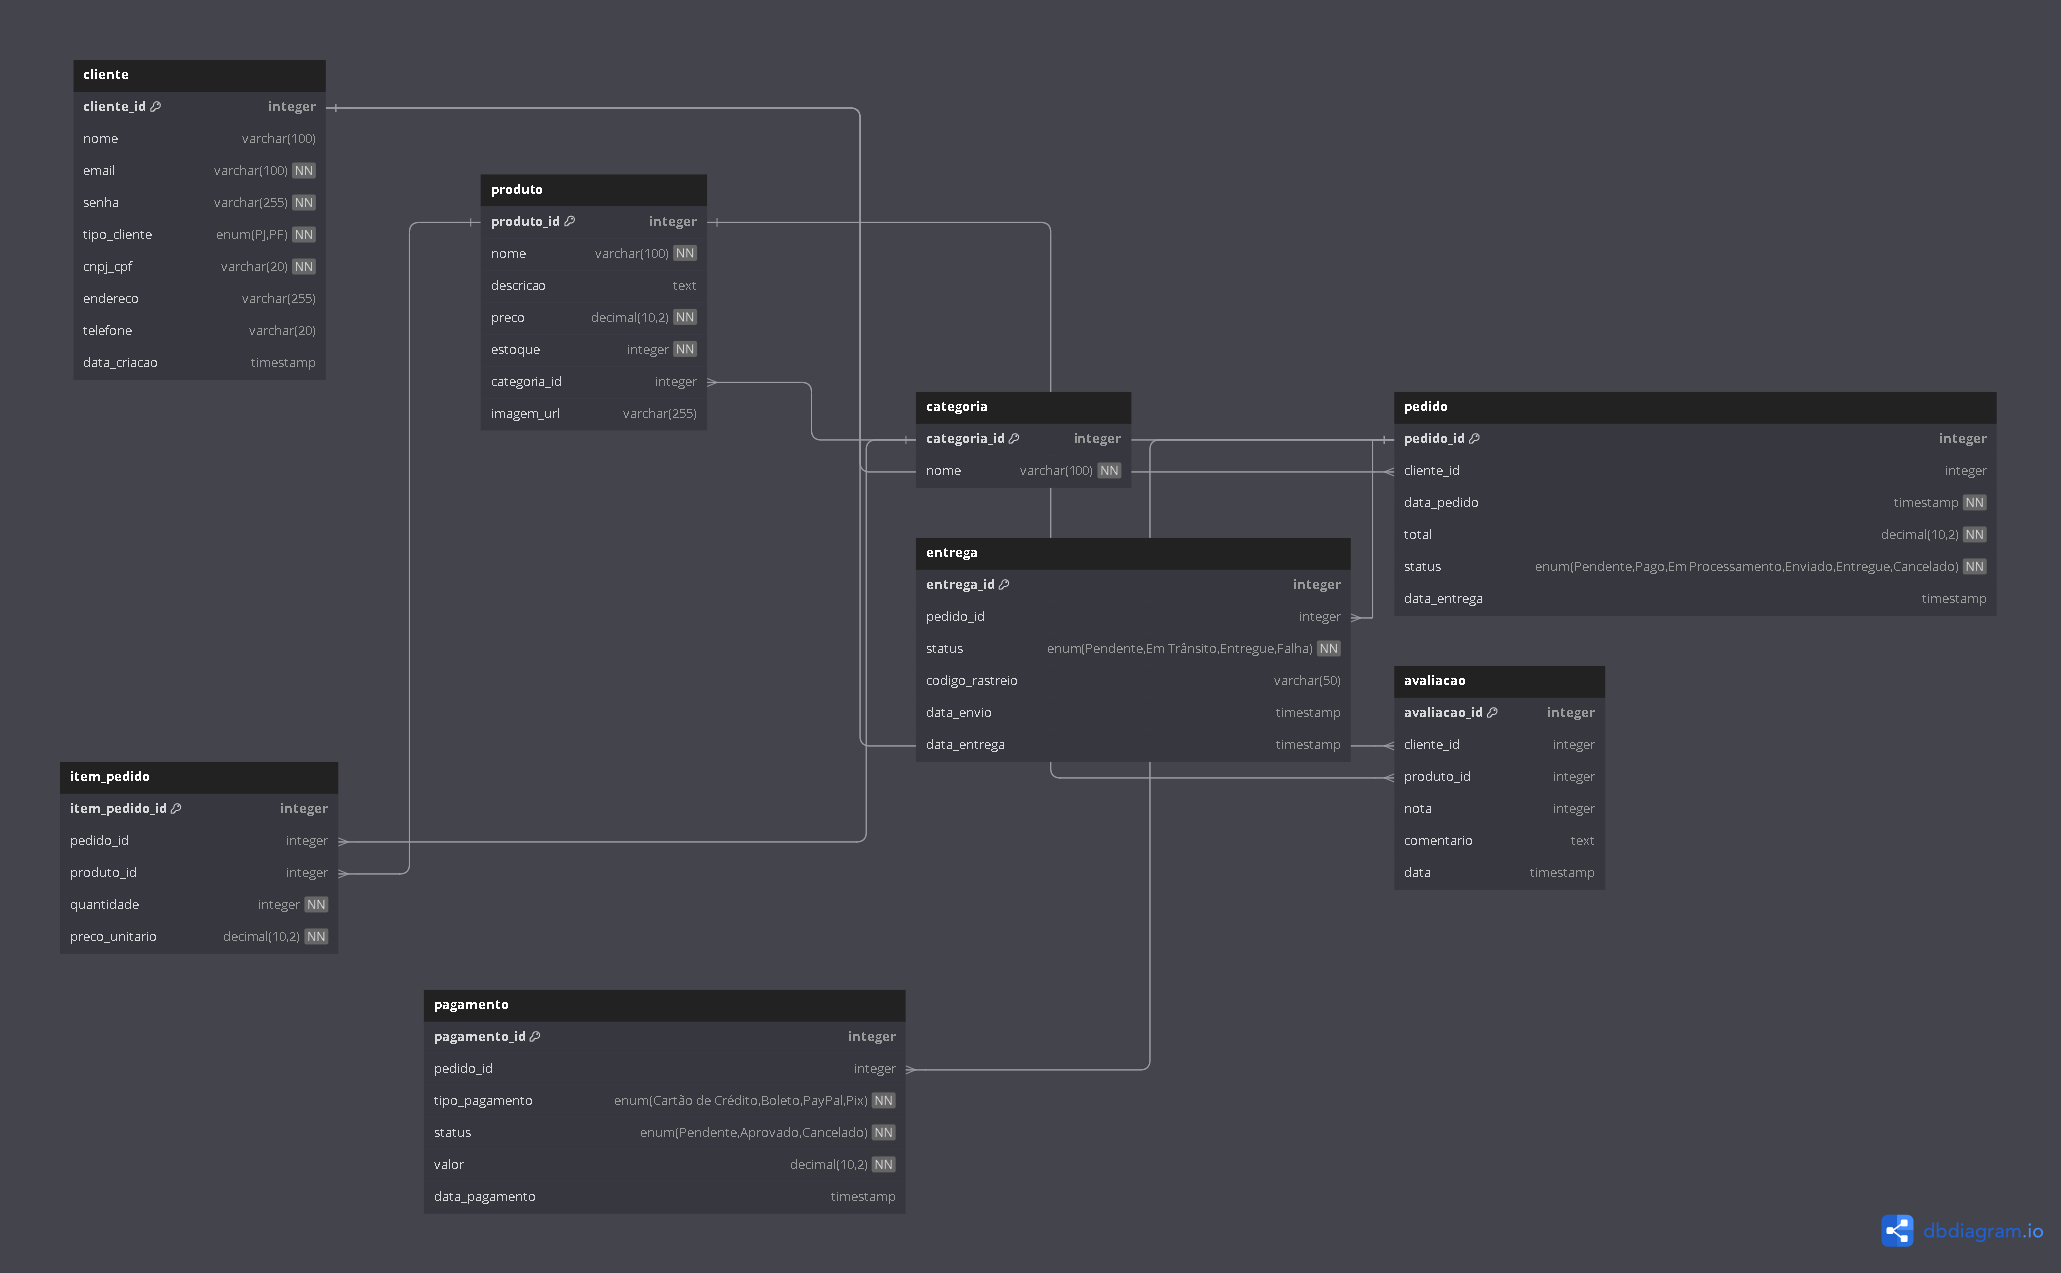 cliente
cliente_id integer
nome varchar(100)
email varchar(100) NN
senha varchar(255) NN
tipo_cliente enum(PJ,PF) NN
cnpj_cpf varchar(20) NN
endereco varchar(255)
telefone varchar(20)
data_criacao timestamp
produto
produto_id integer
nome varchar(100) NN
descricao text
preco decimal(10,2) NN
estoque integer NN
categoria_id integer
imagem_url varchar(255)
categoria
categoria_id integer
nome varchar(100) NN
pedido
pedido_id integer
cliente_id integer
data_pedido timestamp NN
total decimal(10,2) NN
status enum(Pendente,Pago,Em Processamento,Enviado,Entregue,Cancelado) NN
data_entrega timestamp
entrega
entrega_id integer
pedido_id integer
status enum(Pendente,Em Trânsito,Entregue,Falha) NN
codigo_rastreio varchar(50)
data_envio timestamp
data_entrega timestamp
avaliacao
avaliacao_id integer
cliente_id integer
produto_id integer
nota integer
comentario text
data timestamp
item_pedido
item_pedido_id integer
pedido_id integer
produto_id integer
quantidade integer NN
preco_unitario decimal(10,2) NN
pagamento
pagamento_id integer
pedido_id integer
tipo_pagamento enum(Cartão de Crédito,Boleto,PayPal,Pix) NN
status enum(Pendente,Aprovado,Cancelado) NN
valor decimal(10,2) NN
data_pagamento timestamp
dbdiagram.io